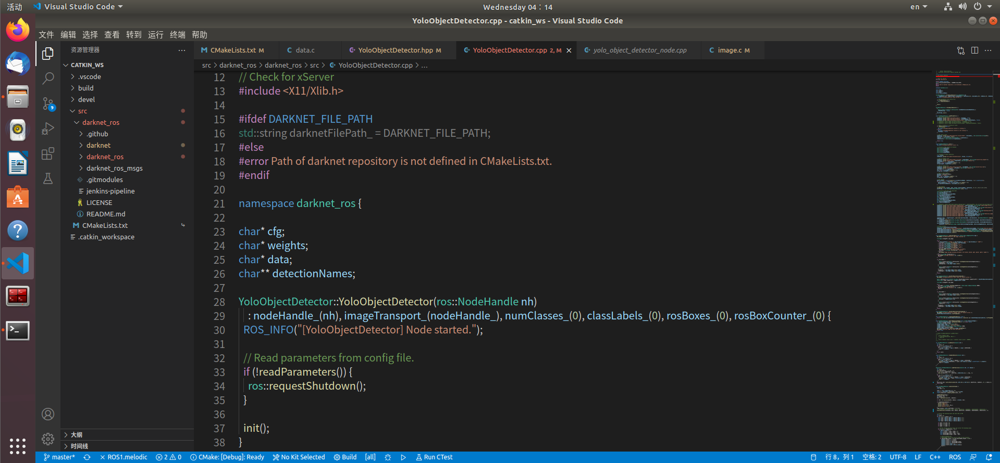 活动
Visual Studio Code
Wednesday 04：14
en
YoloObjectDetector.cpp - catkin_ws - Visual Studio Code
文件 编辑 选择 查看 转到 运行 终端 帮助
资源管理器
CMakeLists.txt M
data.c
YoloObjectDetector.hpp M
YoloObjectDetector.cpp 2, M
yolo_object_detector_node.cpp
image.c M
src > darknet_ros > darknet_ros > src > YoloObjectDetector.cpp > ...
CATKIN_WS
.vscode
build
devel
src
darknet_ros
.github
darknet
darknet_ros
darknet_ros_msgs
.gitmodules
jenkins-pipeline
LICENSE
README.md
CMakeLists.txt
.catkin_workspace
9
大纲
时间线
12 // Check for xServer
13 #include <X11/Xlib.h>
14
15 #ifdef DARKNET_FILE_PATH
16 std::string darknetFilePath_ = DARKNET_FILE_PATH;
17 #else
18 #error Path of darknet repository is not defined in CMakeLists.txt.
19 #endif
20
21 namespace darknet_ros {
22
23 char* cfg;
24 char* weights;
25 char* data;
26 char** detectionNames;
27
28 YoloObjectDetector::YoloObjectDetector(ros::NodeHandle nh)
29 : nodeHandle_(nh), imageTransport_(nodeHandle_), numClasses_(0), classLabels_(0), rosBoxes_(0), rosBoxCounter_(0) {
30 ROS_INFO("[YoloObjectDetector] Node started.");
31
32 // Read parameters from config file.
33 if (!readParameters()) {
34 ros::requestShutdown();
35 }
36
37 init();
38 }
master* ROS1.melodic 2 0 CMake: [Debug]: Ready No Kit Selected Build [all] Run CTest 行 8，列 1 空格: 2 UTF-8 LF C++ ROS